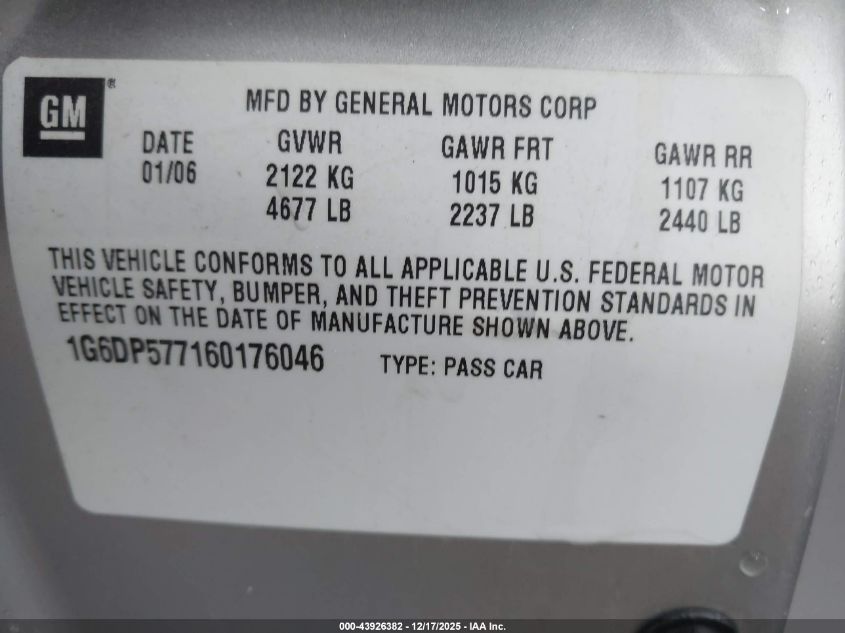 GM ®
MFD BY GENERAL MOTORS CORP
DATE GVWR GAWR FRT GAWR RR
01/06 2122 KG 1015 KG 1107 KG
4677 LB 2237 LB 2440 LB
THIS VEHICLE CONFORMS TO ALL APPLICABLE U.S. FEDERAL MOTOR
VEHICLE SAFETY, BUMPER, AND THEFT PREVENTION STANDARDS IN
EFFECT ON THE DATE OF MANUFACTURE SHOWN ABOVE.
1G6DP577160176046 TYPE: PASS CAR
000-43926382 - 12/17/2025 - IAA Inc.